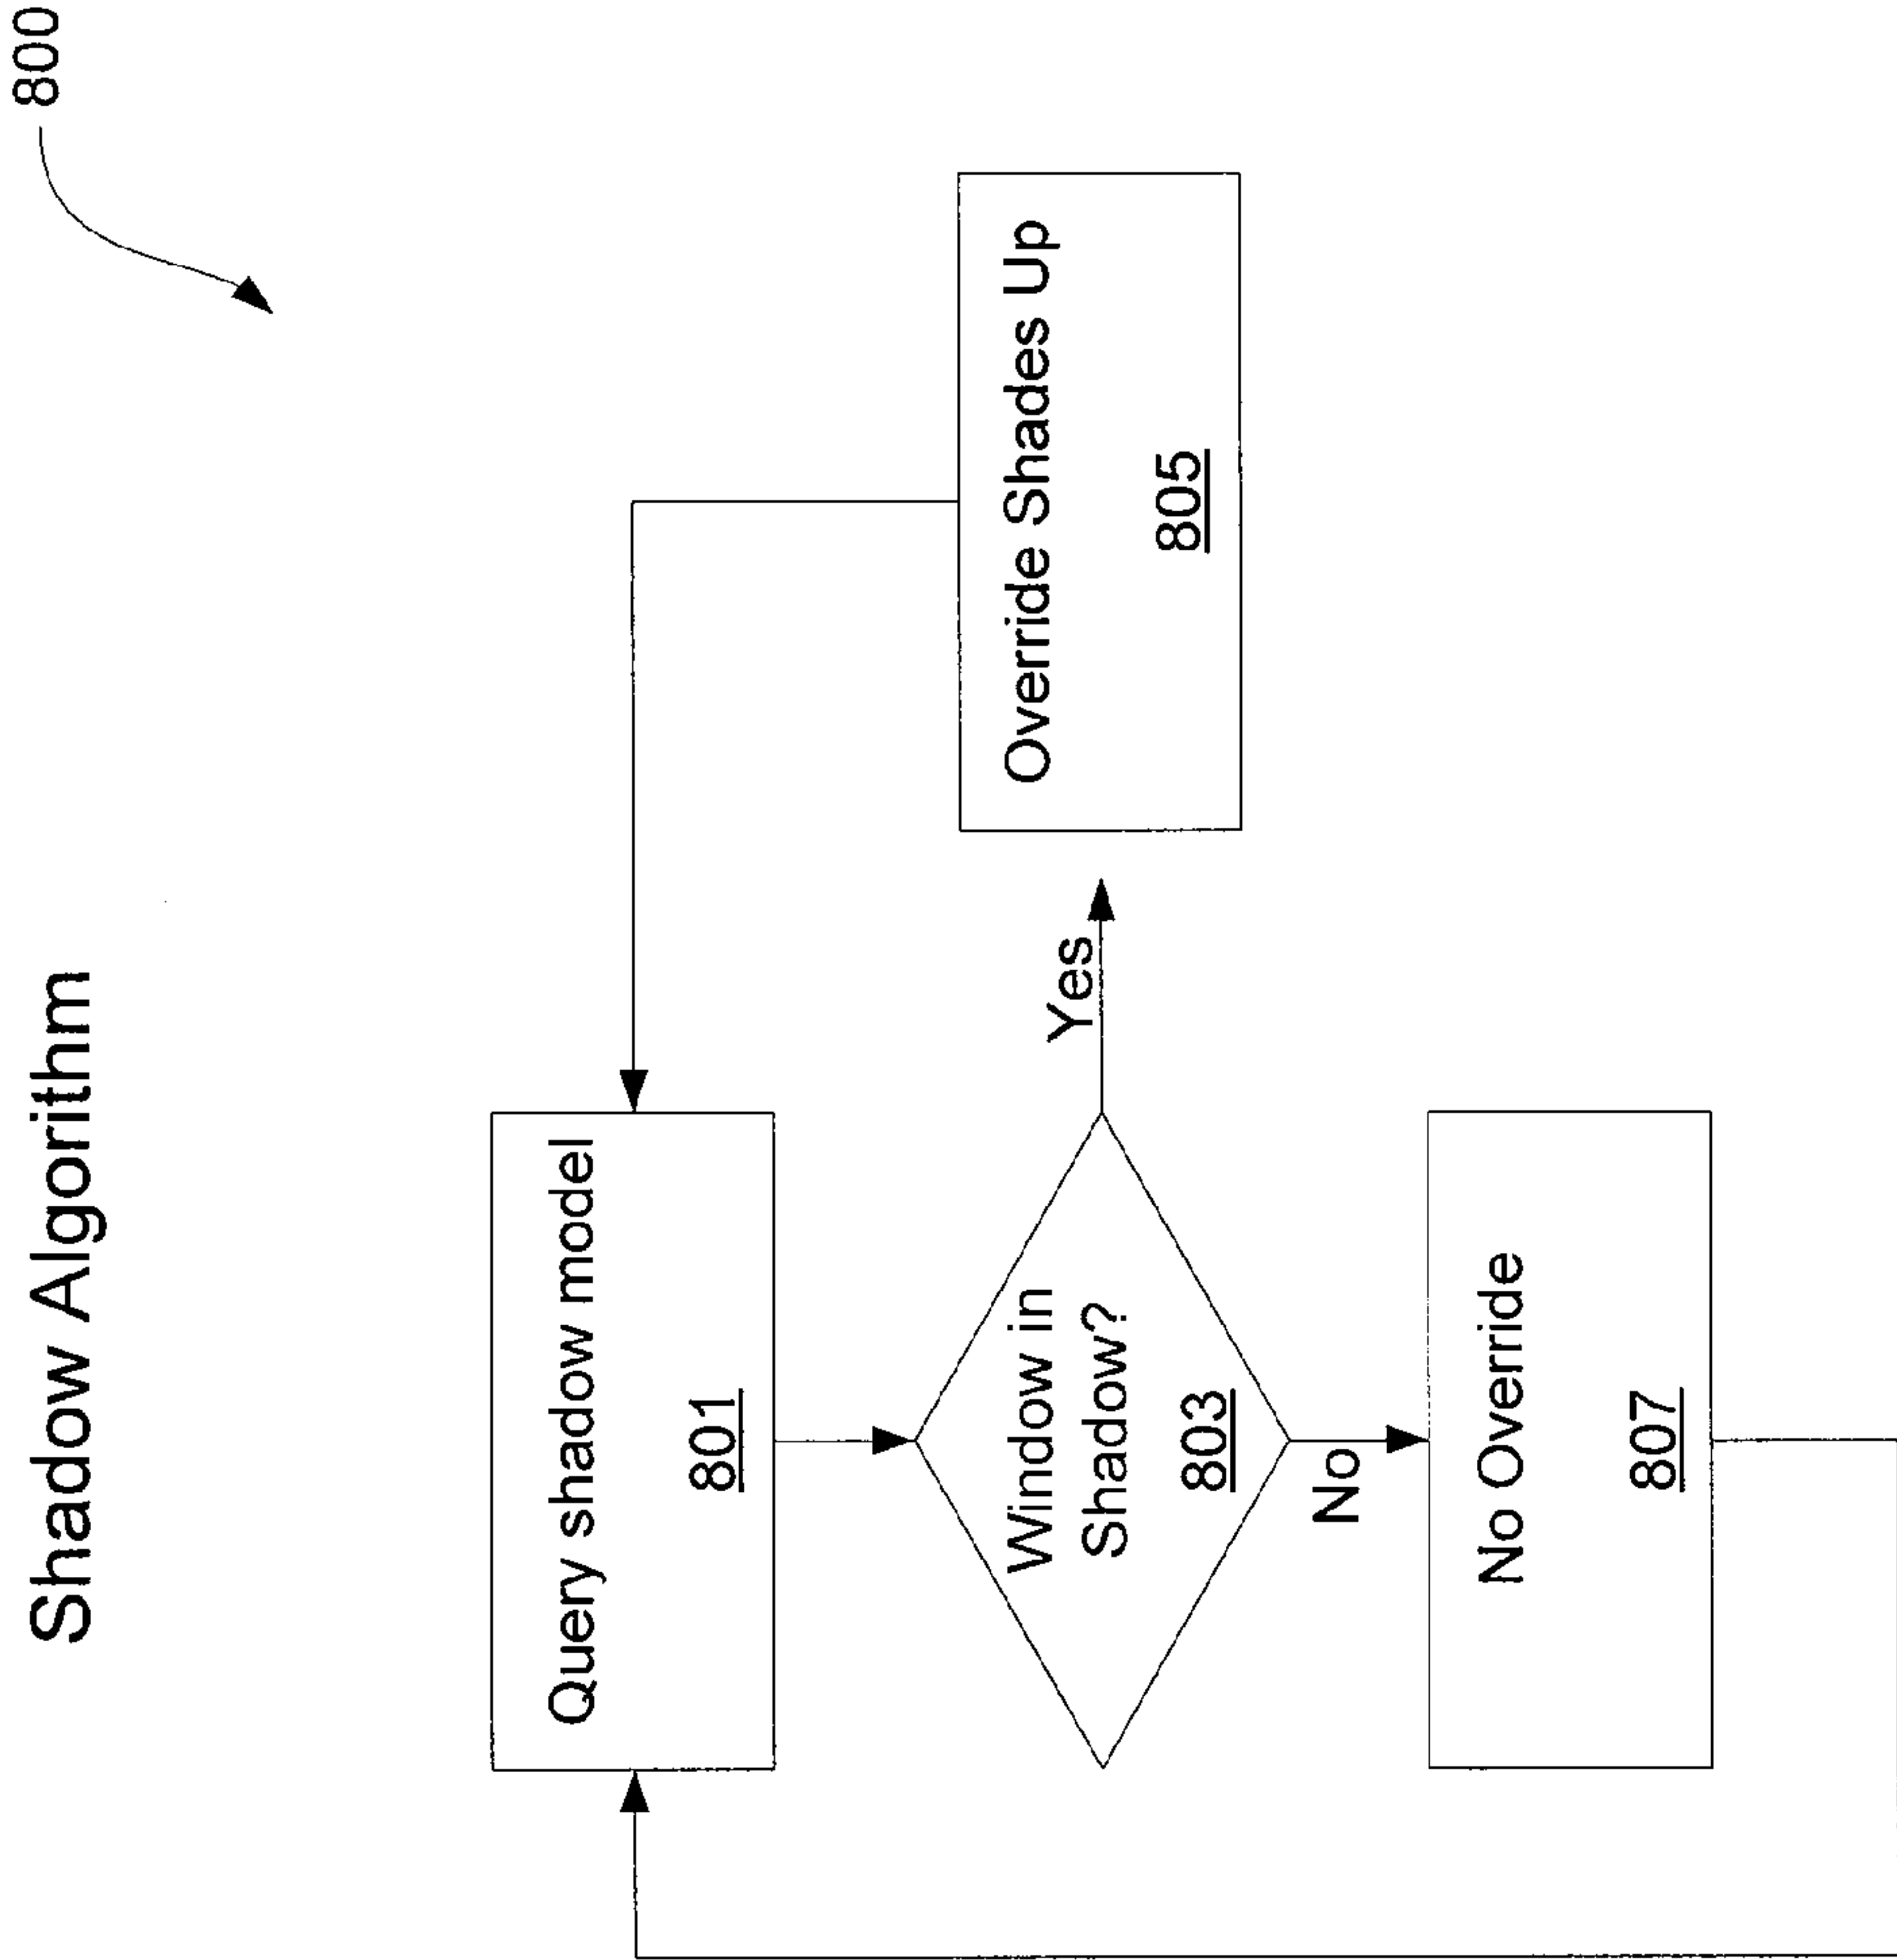 Shadow Algorithm
800
Query shadow model
801
Window in
Shadow?
803
Yes
Override Shades Up
805
No
No Override
807